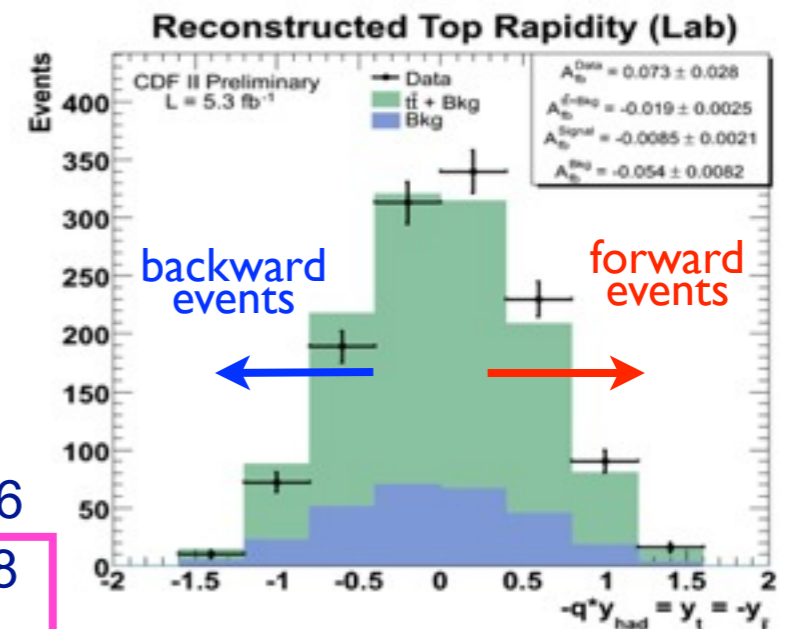 Reconstructed Top Rapidity (Lab)
Events
CDF II Preliminary
L = 5.3 fb⁻¹
Data
tt̄ + Bkg
Bkg
A_fb^Data = 0.073 ± 0.028
A_fb^tt̄+Bkg = -0.019 ± 0.0025
A_fb^Signal = -0.0085 ± 0.0021
A_fb^Bkg = -0.054 ± 0.0082
400
350
300
250
200
150
100
50
0
backward
events
forward
events
6
8
-2 -1.5 -1 -0.5 0 0.5 1 1.5 2
-q*y_had = y_t = -y